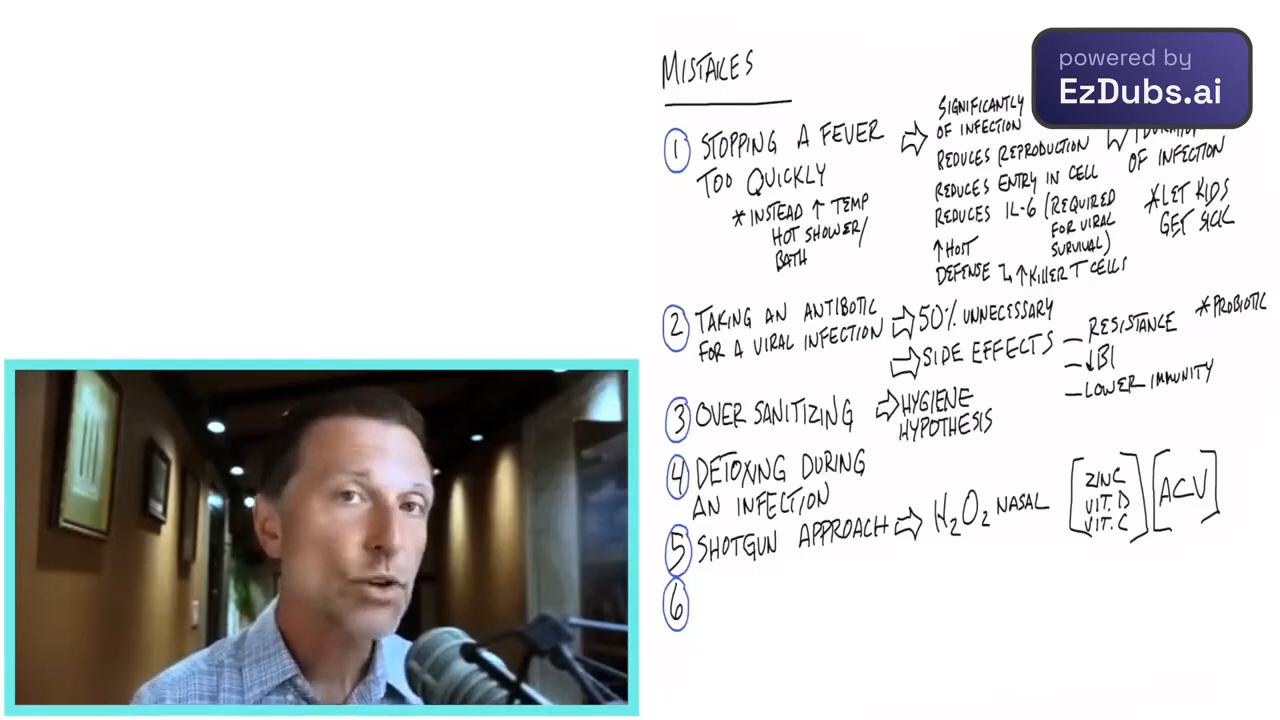 MISTAKES
powered by
EzDubs.ai
1 STOPPING A FEVER
TOO QUICKLY
* INSTEAD ↑ TEMP
HOT SHOWER/
BATH
⇨ SIGNIFICANTLY
OF INFECTION
REDUCES REPRODUCTION
REDUCES ENTRY IN CELL
REDUCES IL-6 (REQUIRED
FOR VIRAL
SURVIVAL)
↑ HOST
DEFENSE ↳ ↑ KILLER T CELLS
OF INFECTION
* LET KIDS
GET SICK
2 TAKING AN ANTIBIOTIC
FOR A VIRAL INFECTION
⇨ 50% UNNECESSARY
⇨ SIDE EFFECTS
– RESISTANCE
* PROBIOTIC
– ↓B1
– LOWER IMMUNITY
3 OVER SANITIZING ⇨ HYGIENE
HYPOTHESIS
4 DETOXING DURING
AN INFECTION
5 SHOTGUN APPROACH ⇨ H₂O₂ NASAL
[ZINC
VIT. D
VIT. C]
[ACV]
6